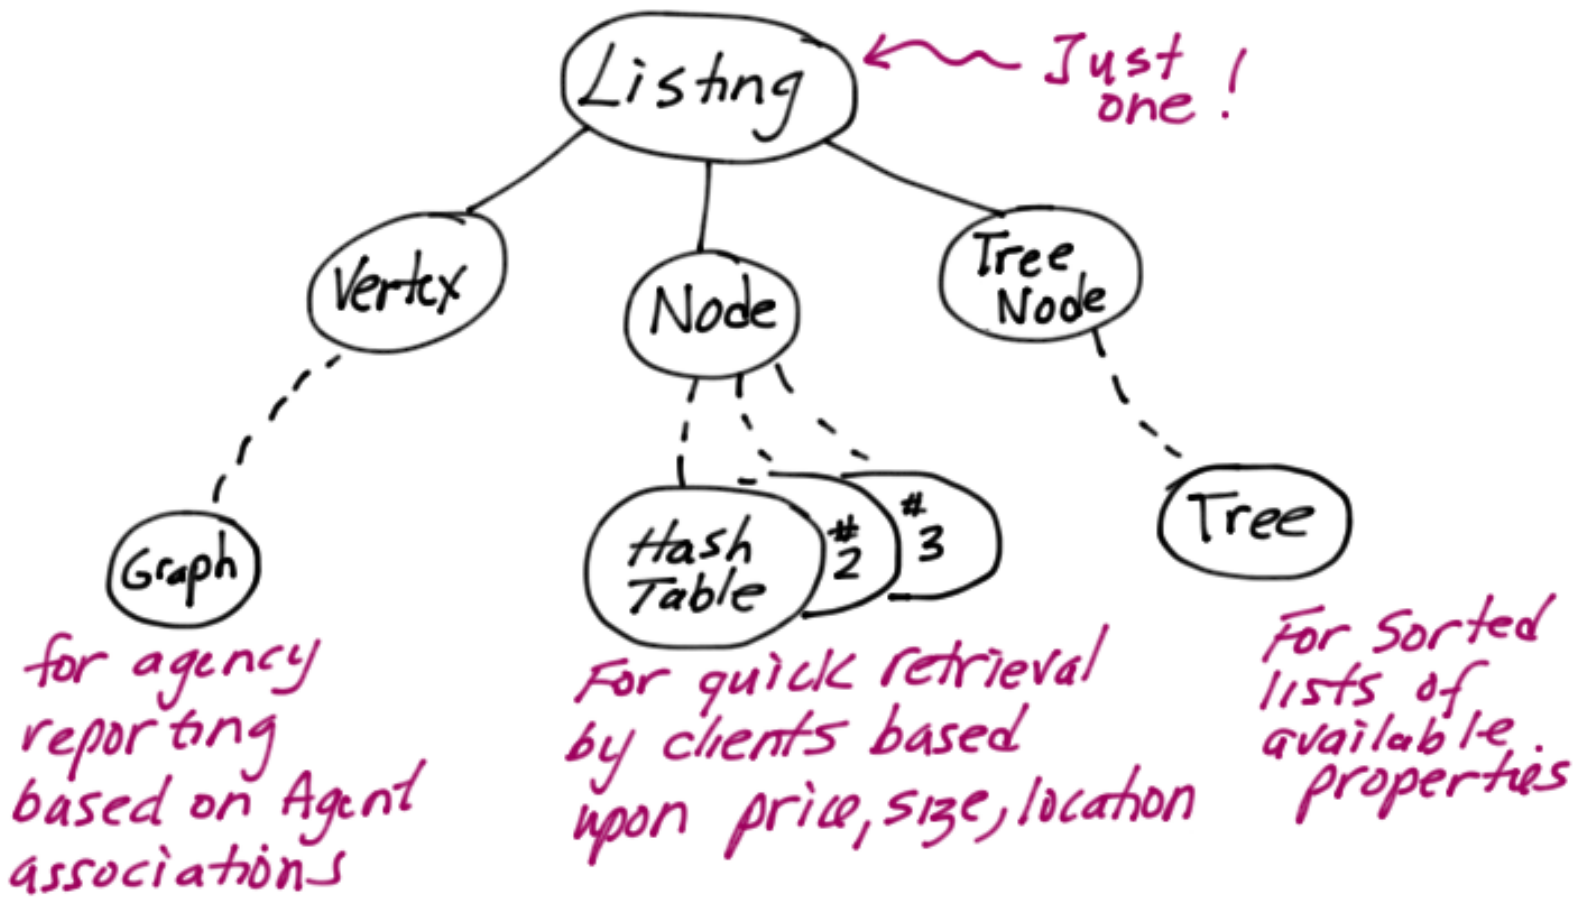 Listing
Just
one!
Vertex
Node
Tree
Node
Graph
Hash
Table
#
2
#
3
Tree
for agency
reporting
based on Agent
associations
For quick retrieval
by clients based
upon price, size, location
For Sorted
lists of
available
properties